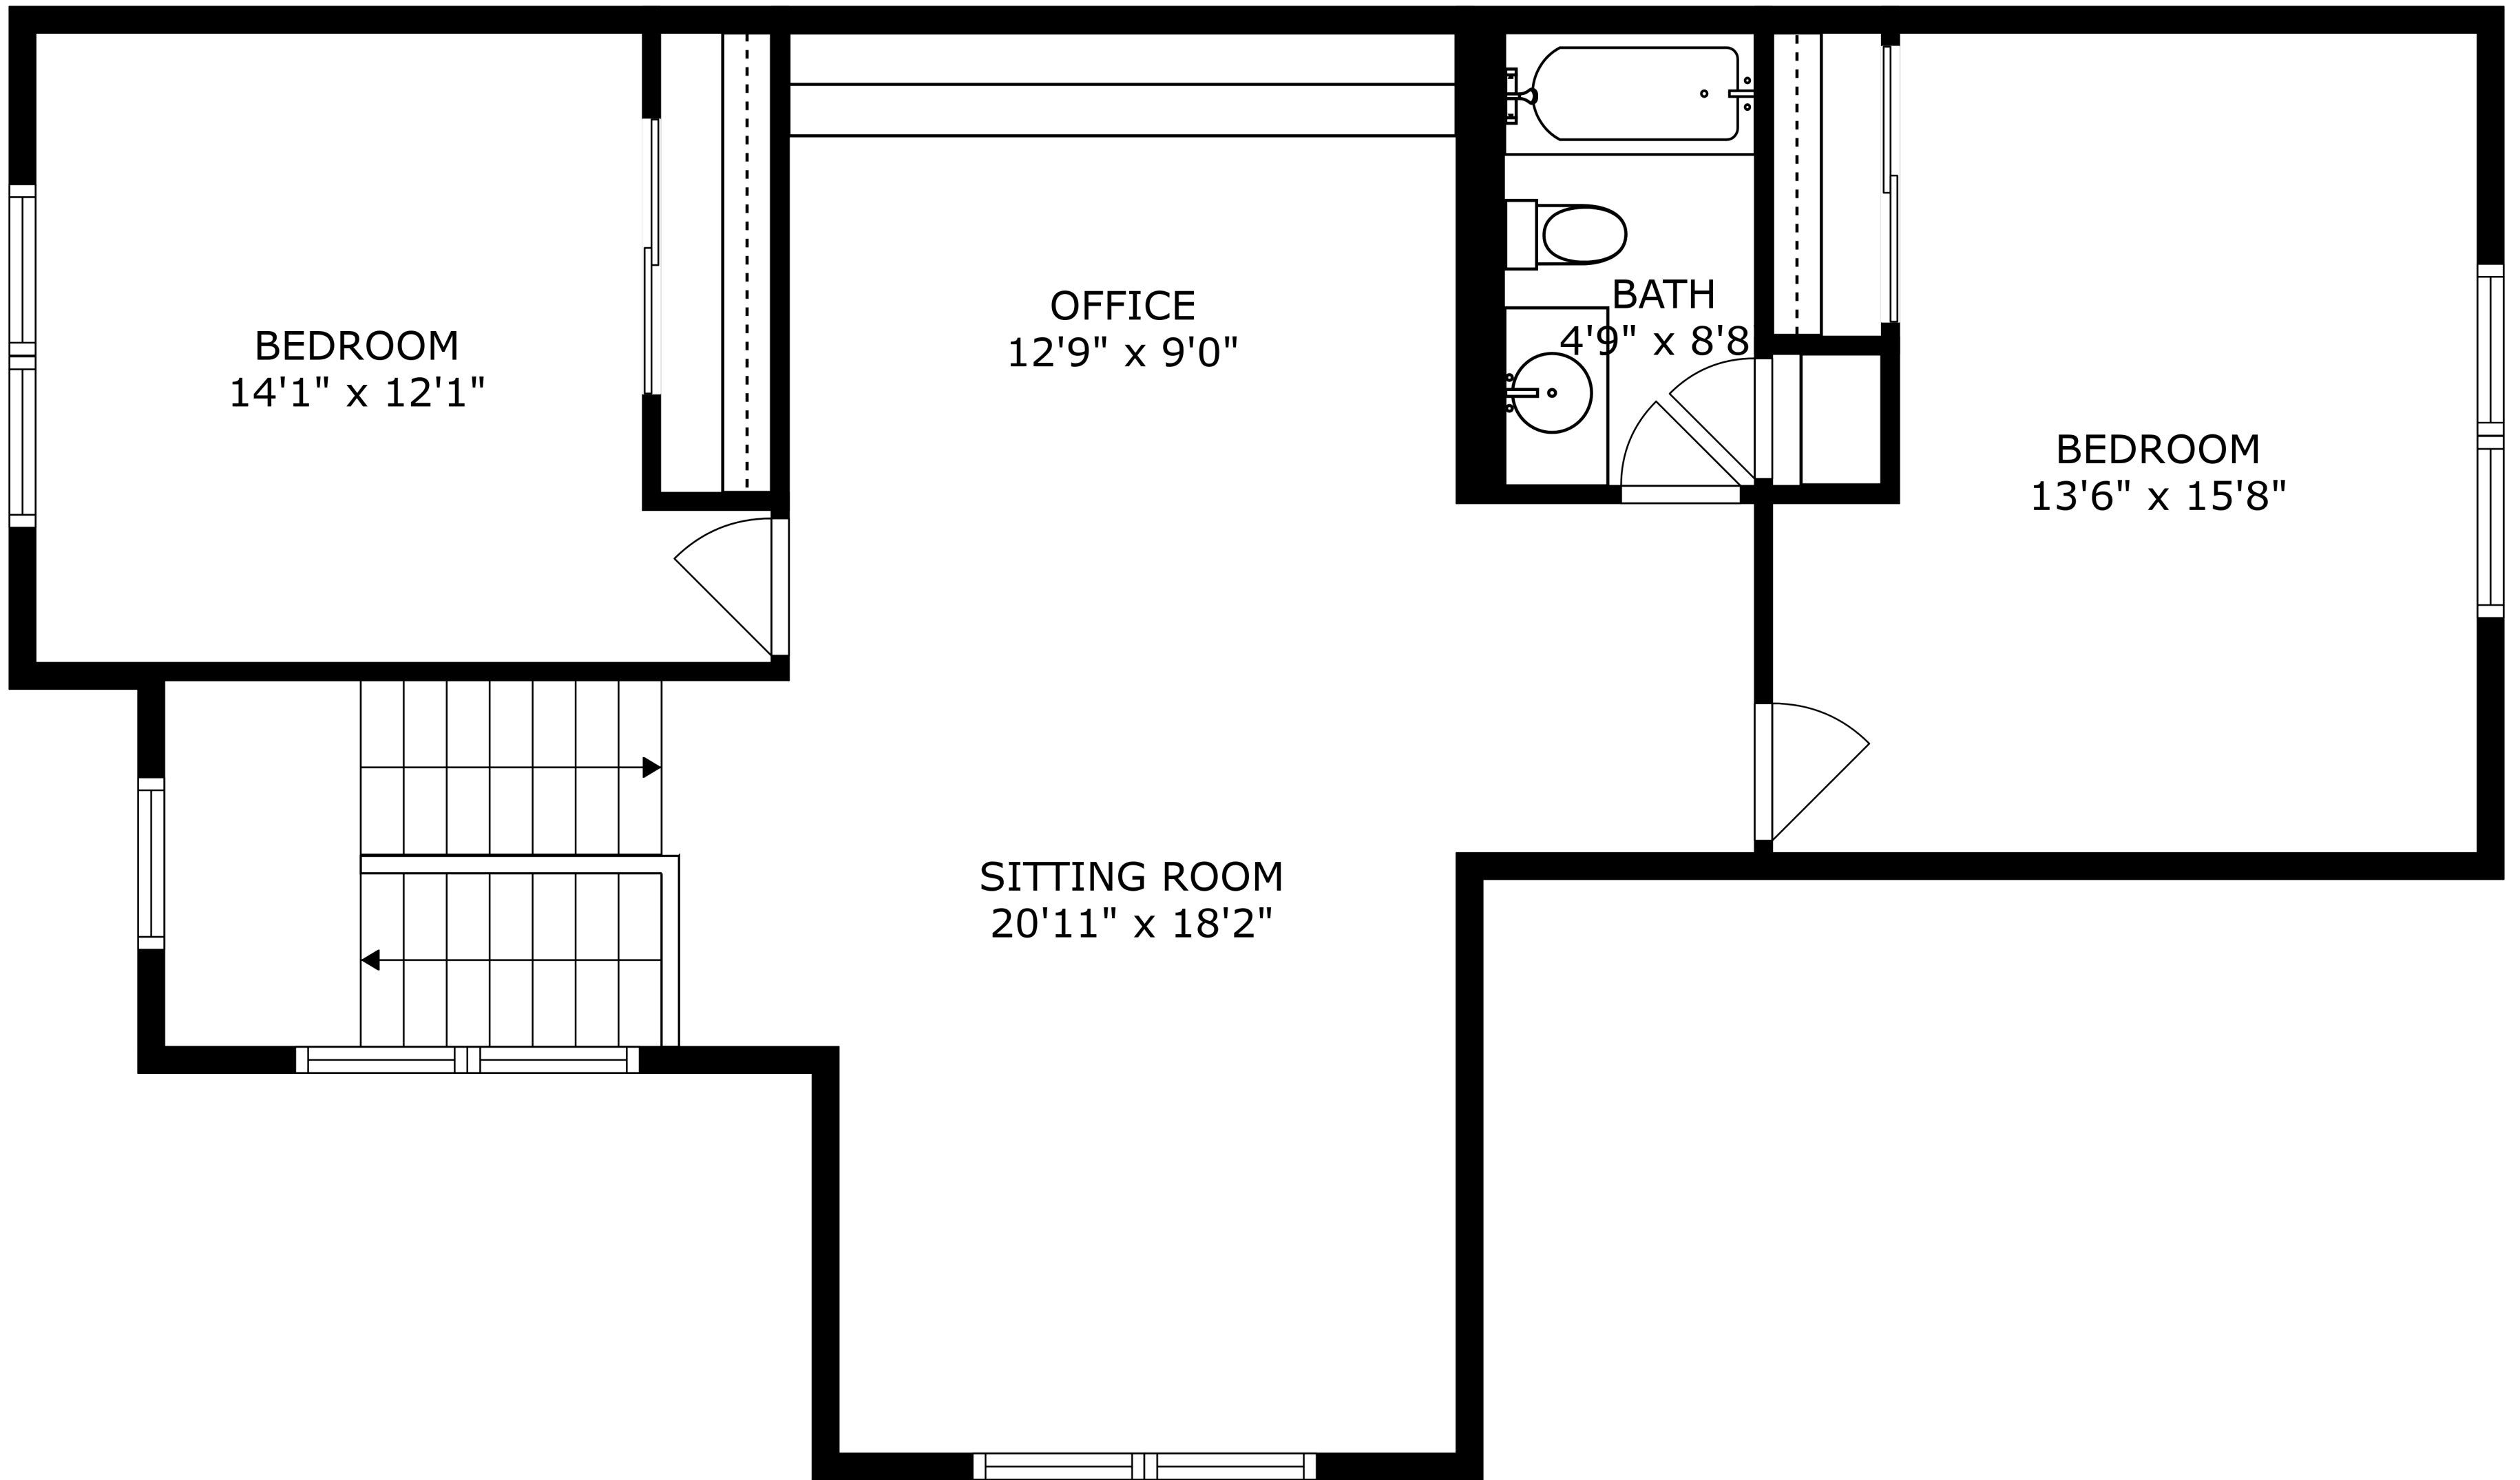 BEDROOM
14'1" x 12'1"
OFFICE
12'9" x 9'0"
BATH
4'9" x 8'8
BEDROOM
13'6" x 15'8"
SITTING ROOM
20'11" x 18'2"